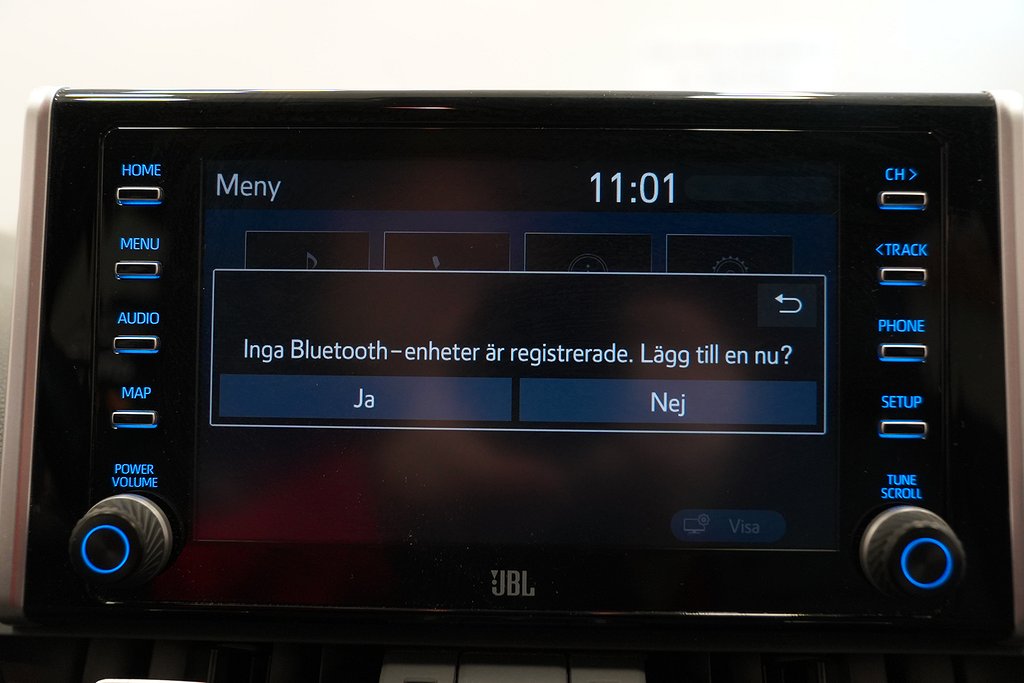 HOME
MENU
AUDIO
MAP
POWER
VOLUME
Meny
11:01
Inga Bluetooth-enheter är registrerade. Lägg till en nu?
Ja
Nej
Visa
JBL
CH >
<TRACK
PHONE
SETUP
TUNE
SCROLL